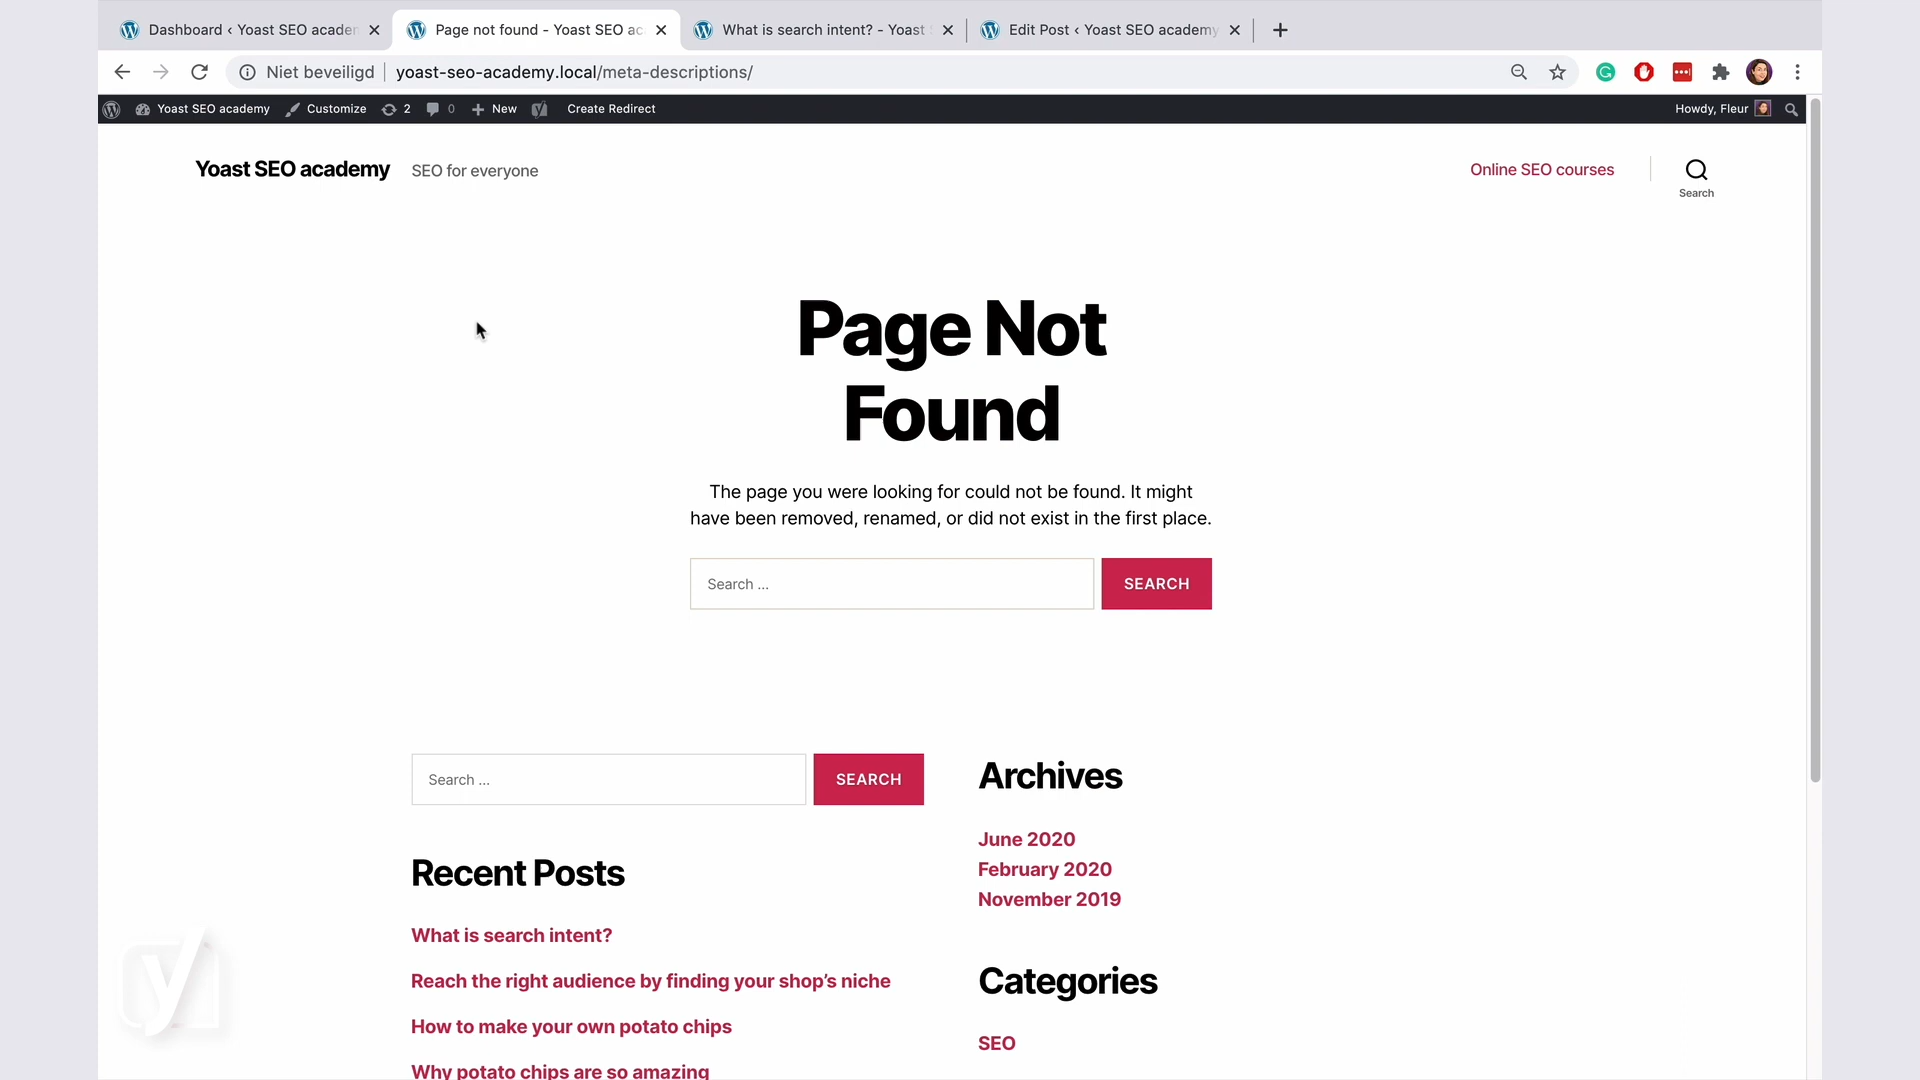 Dashboard ‹ Yoast SEO acade
Page not found - Yoast SEO ac
What is search intent? - Yoast
Edit Post ‹ Yoast SEO academy
Niet beveiligd
yoast-seo-academy.local/meta-descriptions/
Yoast SEO academy
Customize
2
0
New
Create Redirect
Howdy, Fleur
Yoast SEO academy
SEO for everyone
Online SEO courses
Search
Page Not
Found
The page you were looking for could not be found. It might
have been removed, renamed, or did not exist in the first place.
Search …
SEARCH
Search …
SEARCH
Archives
June 2020
February 2020
November 2019
Recent Posts
What is search intent?
Reach the right audience by finding your shop’s niche
How to make your own potato chips
Why potato chips are so amazing
Categories
SEO